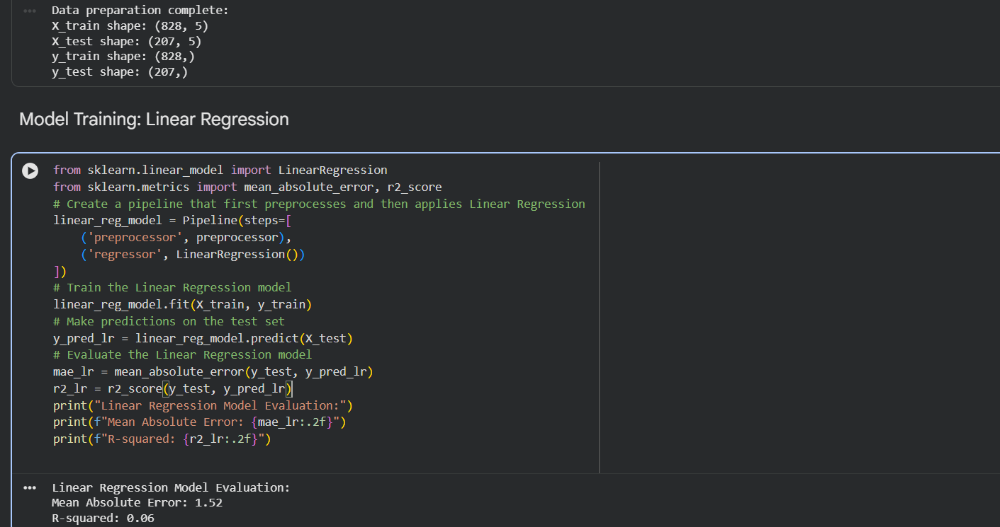 Data preparation complete:
X_train shape: (828, 5)
X_test shape: (207, 5)
y_train shape: (828,)
y_test shape: (207,)
Model Training: Linear Regression
from sklearn.linear_model import LinearRegression
from sklearn.metrics import mean_absolute_error, r2_score
# Create a pipeline that first preprocesses and then applies Linear Regression
linear_reg_model = Pipeline(steps=[
    ('preprocessor', preprocessor),
    ('regressor', LinearRegression())
])
# Train the Linear Regression model
linear_reg_model.fit(X_train, y_train)
# Make predictions on the test set
y_pred_lr = linear_reg_model.predict(X_test)
# Evaluate the Linear Regression model
mae_lr = mean_absolute_error(y_test, y_pred_lr)
r2_lr = r2_score(y_test, y_pred_lr)
print("Linear Regression Model Evaluation:")
print(f"Mean Absolute Error: {mae_lr:.2f}")
print(f"R-squared: {r2_lr:.2f}")
Linear Regression Model Evaluation:
Mean Absolute Error: 1.52
R-squared: 0.06